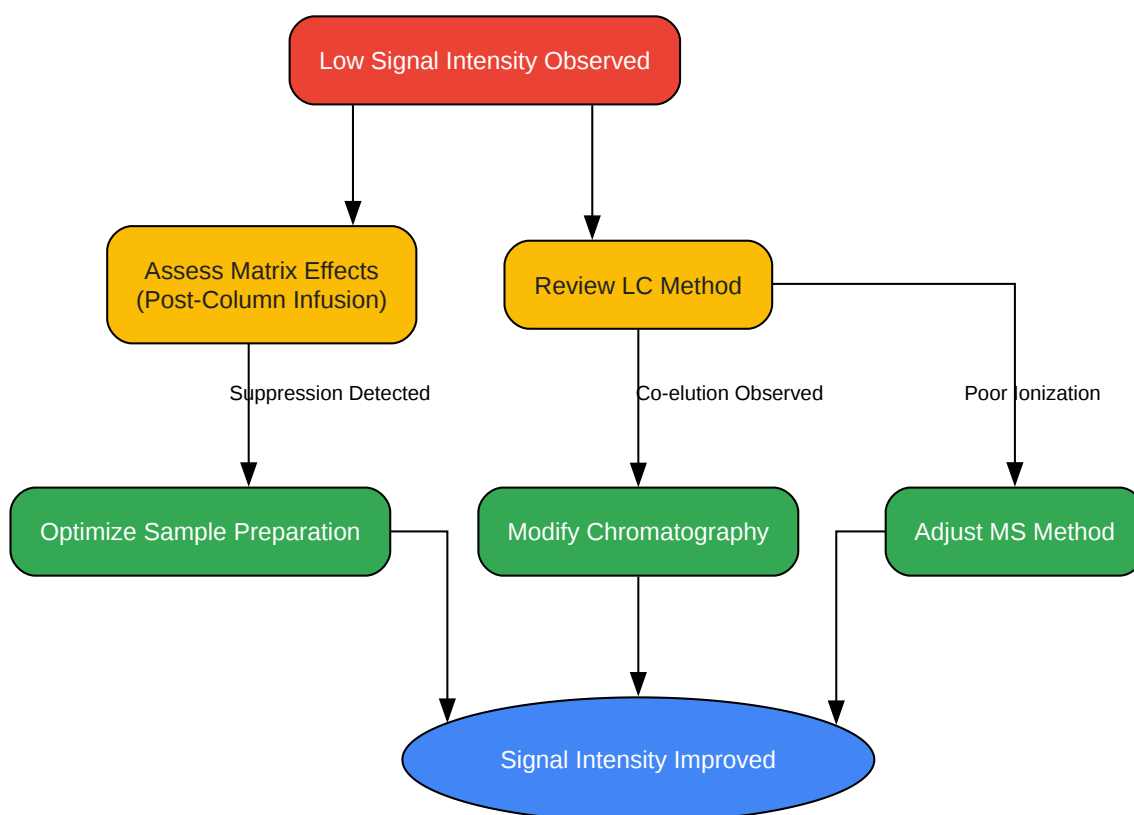 Low Signal Intensity Observed
Assess Matrix Effects
(Post-Column Infusion)
Review LC Method
Suppression Detected
Co-elution Observed
Poor Ionization
Optimize Sample Preparation
Modify Chromatography
Adjust MS Method
Signal Intensity Improved